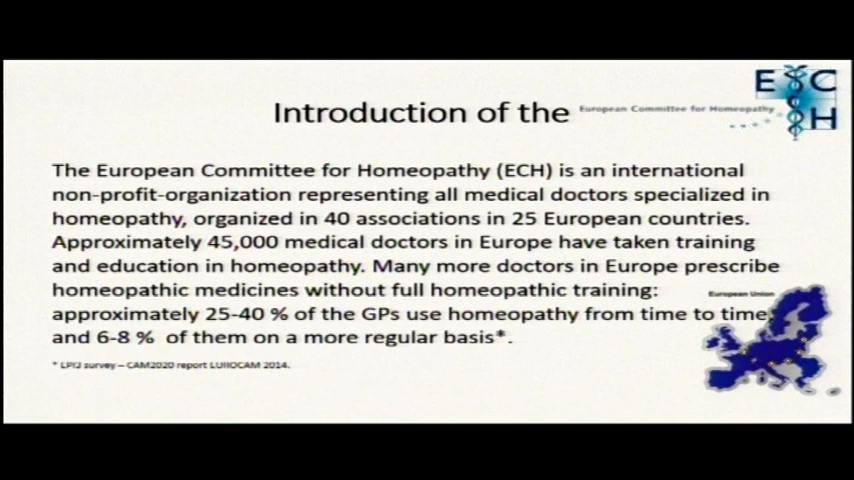 Introduction of the
European Committee for Homeopathy
E C
C H
The European Committee for Homeopathy (ECH) is an international
non-profit-organization representing all medical doctors specialized in
homeopathy, organized in 40 associations in 25 European countries.
Approximately 45,000 medical doctors in Europe have taken training
and education in homeopathy. Many more doctors in Europe prescribe
homeopathic medicines without full homeopathic training:
European Union
approximately 25-40 % of the GPs use homeopathy from time to time
and 6-8 % of them on a more regular basis*.
* survey – CAM2020 report 2014.